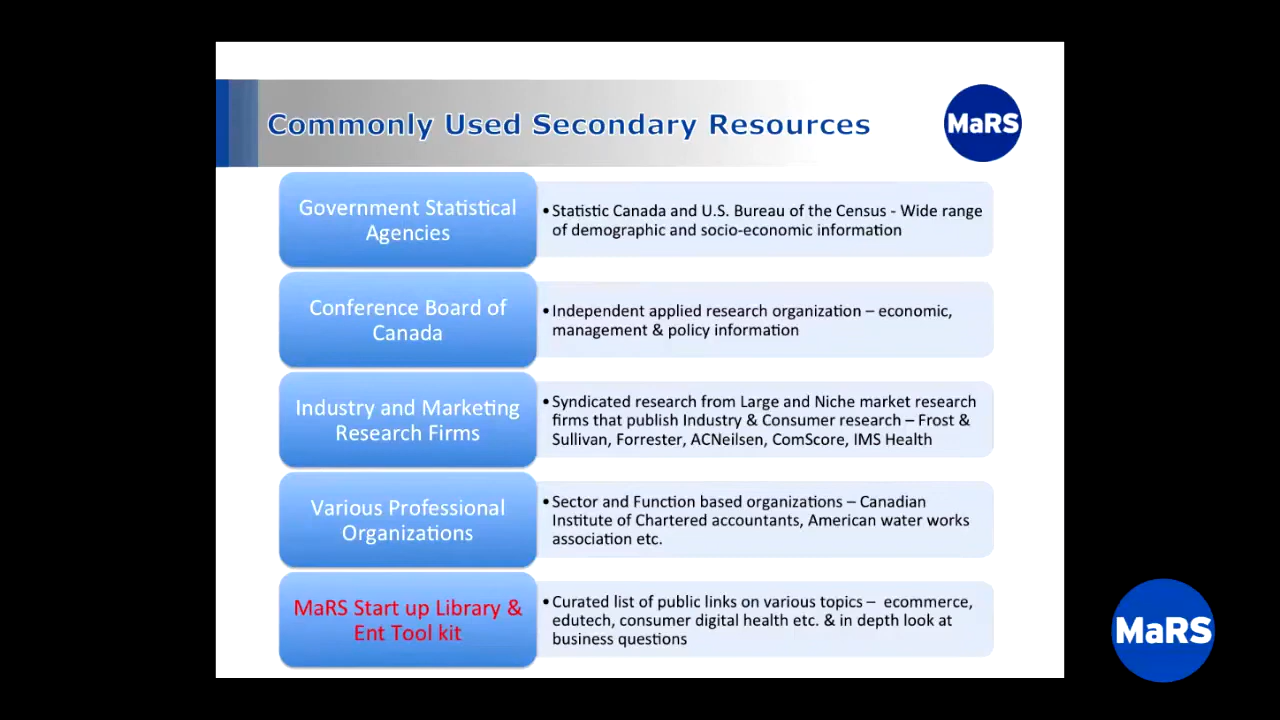 Commonly Used Secondary Resources
MaRS
Government Statistical
Agencies
•Statistic Canada and U.S. Bureau of the Census - Wide range
of demographic and socio-economic information
Conference Board of
Canada
•Independent applied research organization – economic,
management & policy information
Industry and Marketing
Research Firms
•Syndicated research from Large and Niche market research
firms that publish Industry & Consumer research – Frost &
Sullivan, Forrester, ACNeilsen, ComScore, IMS Health
Various Professional
Organizations
•Sector and Function based organizations – Canadian
Institute of Chartered accountants, American water works
association etc.
MaRS Start up Library &
Ent Tool kit
•Curated list of public links on various topics – ecommerce,
edutech, consumer digital health etc. & in depth look at
business questions
MaRS